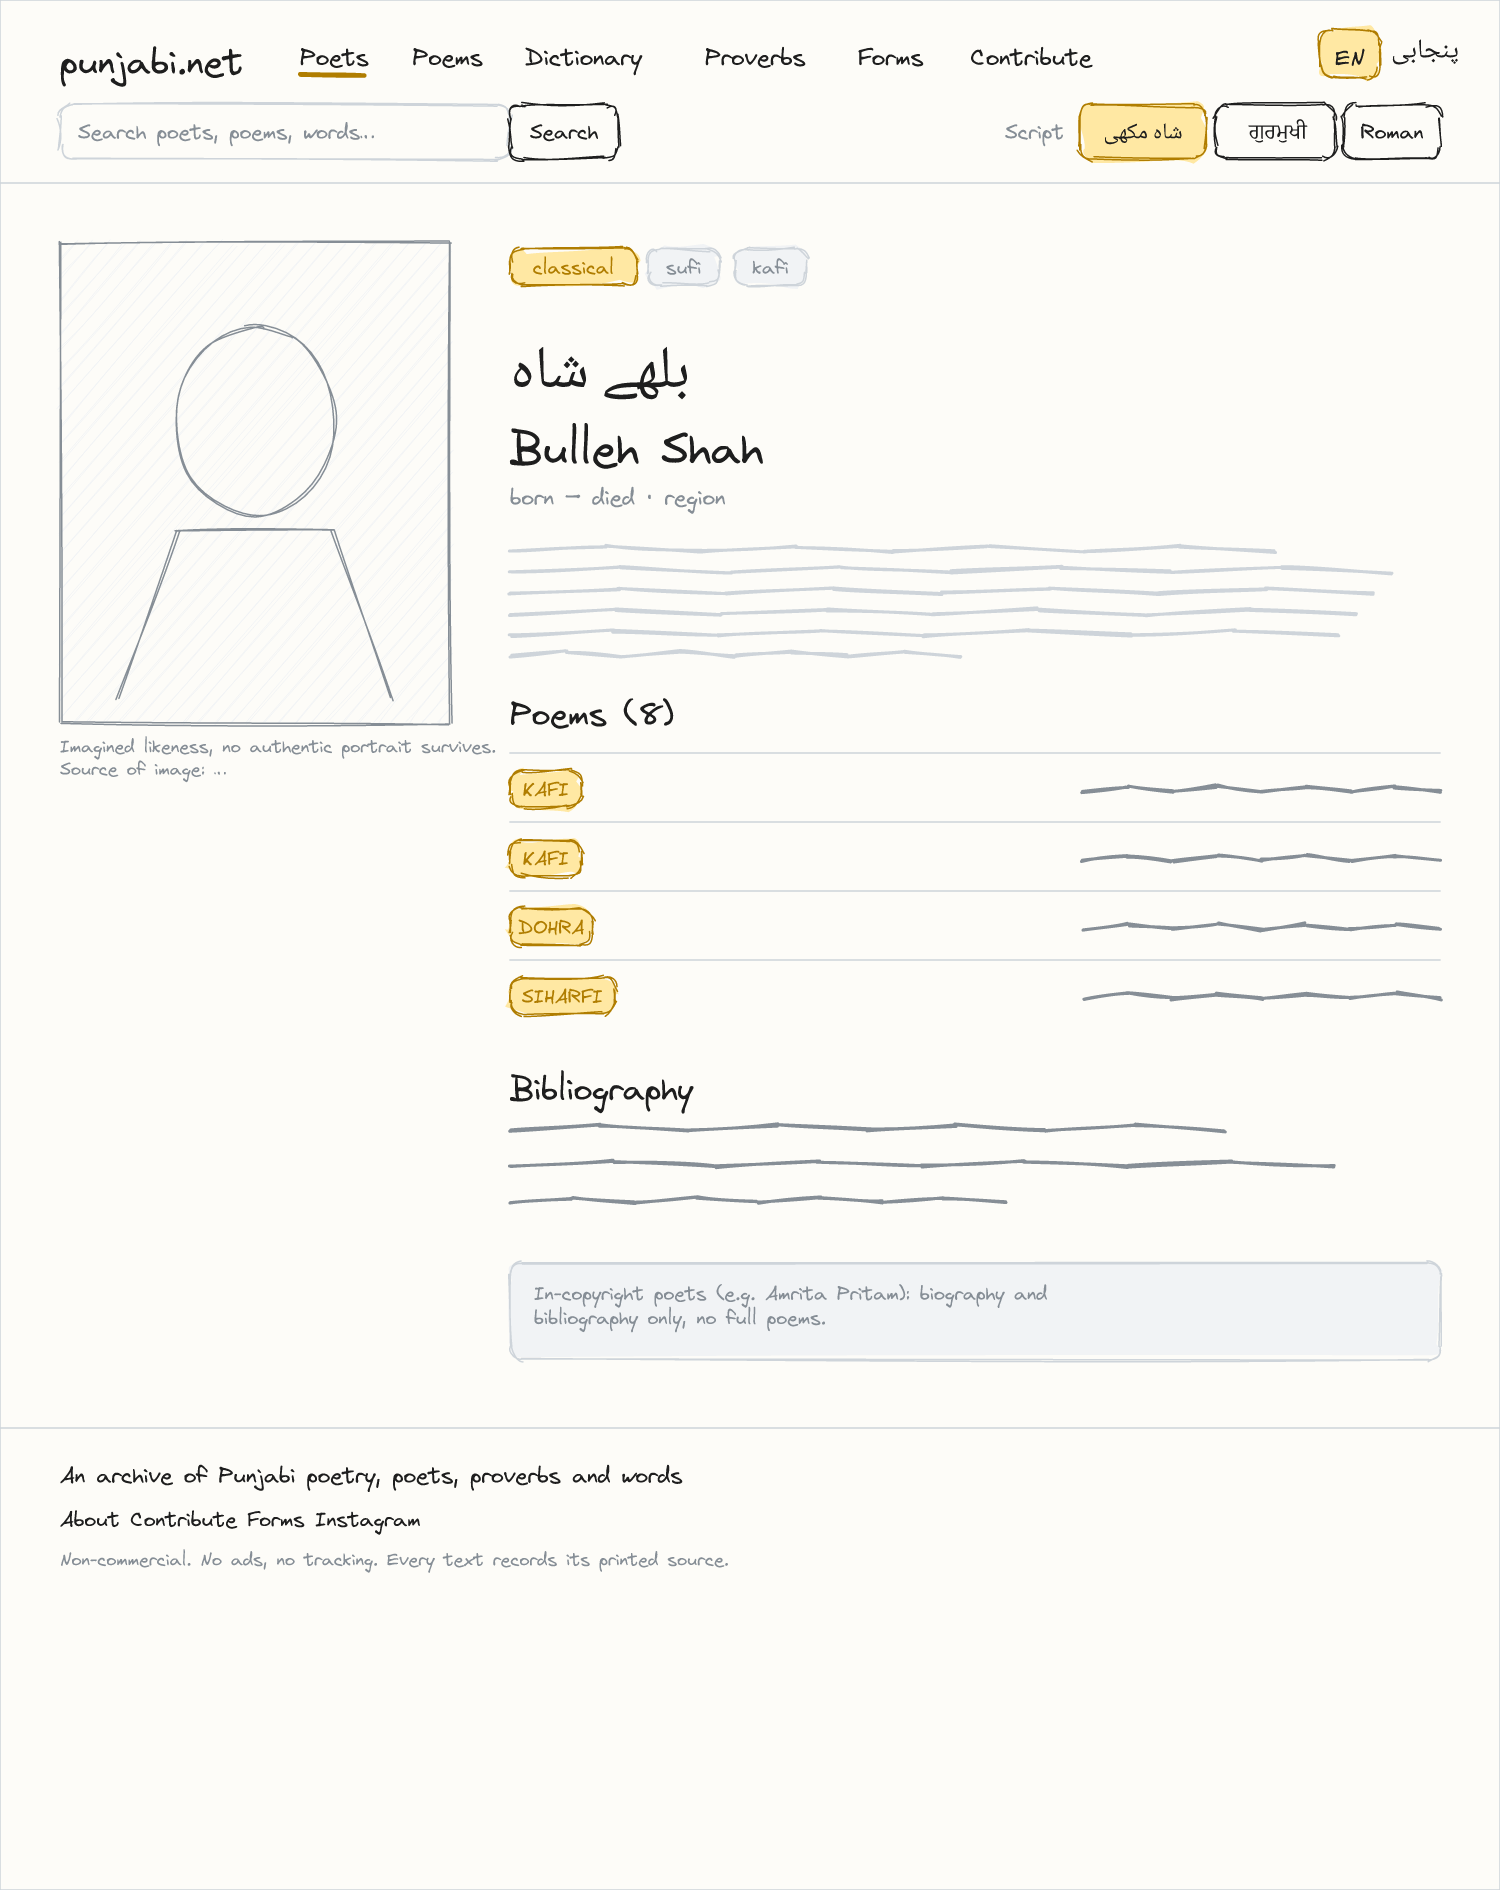 punjabi.net Poets Poems Dictionary Proverbs Forms Contribute EN پنجابی
Search poets, poems, words... Search Script شاہ مکھی ਗੁਰਮੁਖੀ Roman
classical sufi kafi
بلھے شاہ
Bulleh Shah
born — died · region
Imagined likeness, no authentic portrait survives.
Source of image: ...
Poems (8)
KAFI
KAFI
DOHRA
SIHARFI
Bibliography
In-copyright poets (e.g. Amrita Pritam): biography and
bibliography only, no full poems.
An archive of Punjabi poetry, poets, proverbs and words
About Contribute Forms Instagram
Non-commercial. No ads, no tracking. Every text records its printed source.